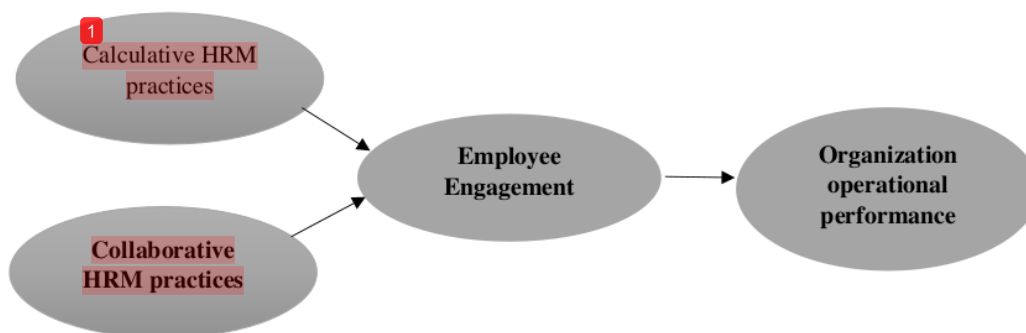 1
Calculative HRM
practices
Employee
Engagement
Organization
operational
performance
Collaborative
HRM practices